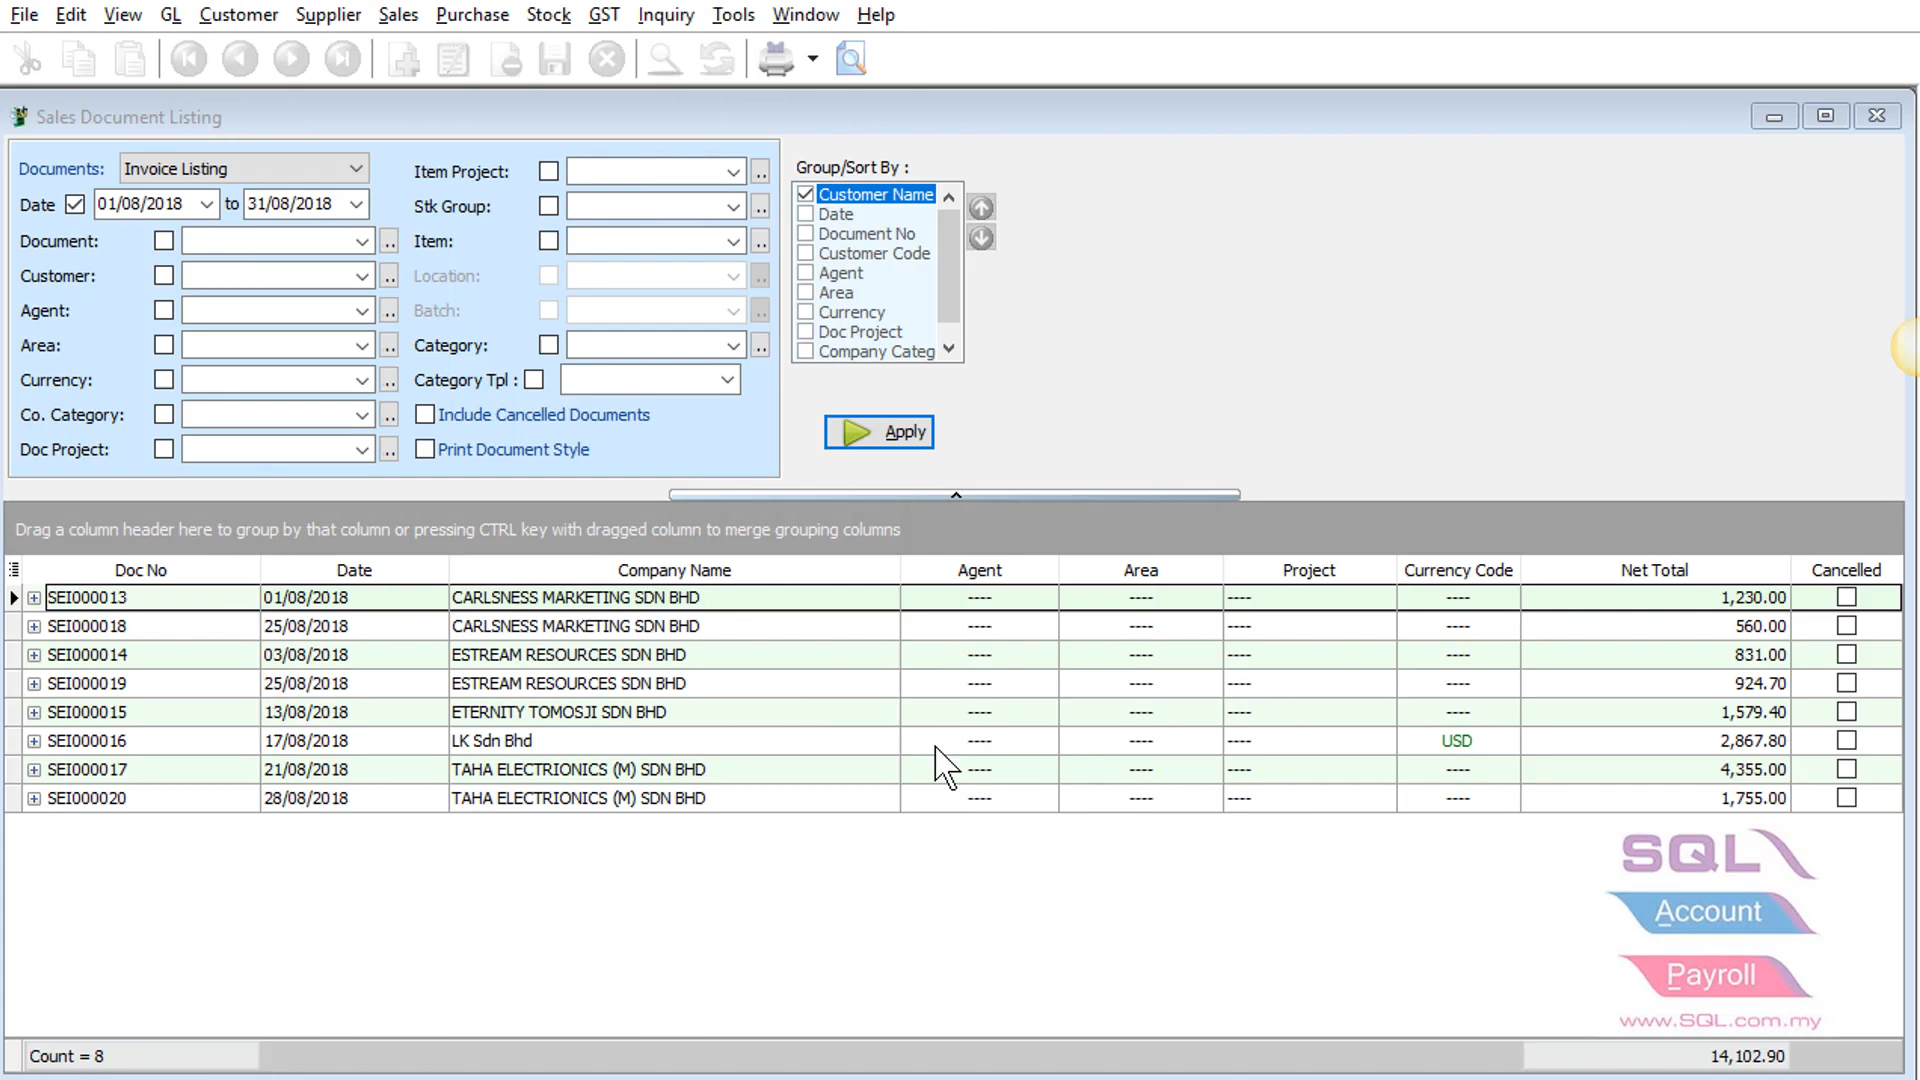 File Edit View GL Customer Supplier Sales Purchase Stock GST Inquiry Tools Window Help
Sales Document Listing
Documents: Invoice Listing
Date 01/08/2018 to 31/08/2018
Document:
Customer:
Agent:
Area:
Currency:
Co. Category:
Doc Project:
Item Project:
Stk Group:
Item:
Location:
Batch:
Category:
Category Tpl :
Include Cancelled Documents
Print Document Style
Group/Sort By :
Customer Name
Date
Document No
Customer Code
Agent
Area
Currency
Doc Project
Company Categ
Apply
Drag a column header here to group by that column or pressing CTRL key with dragged column to merge grouping columns
Doc No Date Company Name Agent Area Project Currency Code Net Total Cancelled
SEI000013 01/08/2018 CARLSNESS MARKETING SDN BHD ---- ---- ---- ---- 1,230.00
SEI000018 25/08/2018 CARLSNESS MARKETING SDN BHD ---- ---- ---- ---- 560.00
SEI000014 03/08/2018 ESTREAM RESOURCES SDN BHD ---- ---- ---- ---- 831.00
SEI000019 25/08/2018 ESTREAM RESOURCES SDN BHD ---- ---- ---- ---- 924.70
SEI000015 13/08/2018 ETERNITY TOMOSJI SDN BHD ---- ---- ---- ---- 1,579.40
SEI000016 17/08/2018 LK Sdn Bhd ---- ---- ---- USD 2,867.80
SEI000017 21/08/2018 TAHA ELECTRIONICS (M) SDN BHD ---- ---- ---- ---- 4,355.00
SEI000020 28/08/2018 TAHA ELECTRIONICS (M) SDN BHD ---- ---- ---- ---- 1,755.00
SQL
Account
Payroll
www.SQL.com.my
Count = 8 14,102.90